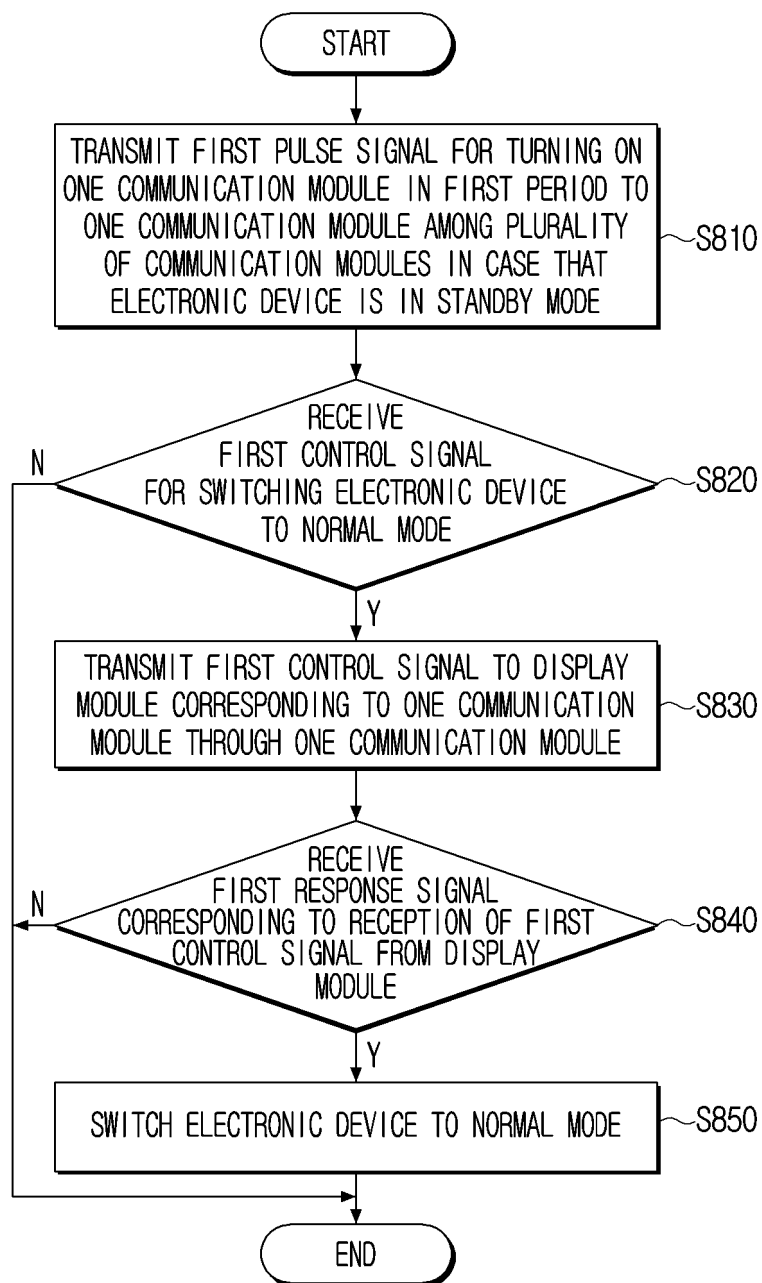 START
TRANSMIT FIRST PULSE SIGNAL FOR TURNING ON
ONE COMMUNICATION MODULE IN FIRST PERIOD TO
ONE COMMUNICATION MODULE AMONG PLURALITY
OF COMMUNICATION MODULES IN CASE THAT
ELECTRONIC DEVICE IS IN STANDBY MODE
S810
RECEIVE
FIRST CONTROL SIGNAL
FOR SWITCHING ELECTRONIC DEVICE
TO NORMAL MODE
S820
N
Y
TRANSMIT FIRST CONTROL SIGNAL TO DISPLAY
MODULE CORRESPONDING TO ONE COMMUNICATION
MODULE THROUGH ONE COMMUNICATION MODULE
S830
RECEIVE
FIRST RESPONSE SIGNAL
CORRESPONDING TO RECEPTION OF FIRST
CONTROL SIGNAL FROM DISPLAY
MODULE
S840
N
Y
SWITCH ELECTRONIC DEVICE TO NORMAL MODE
S850
END